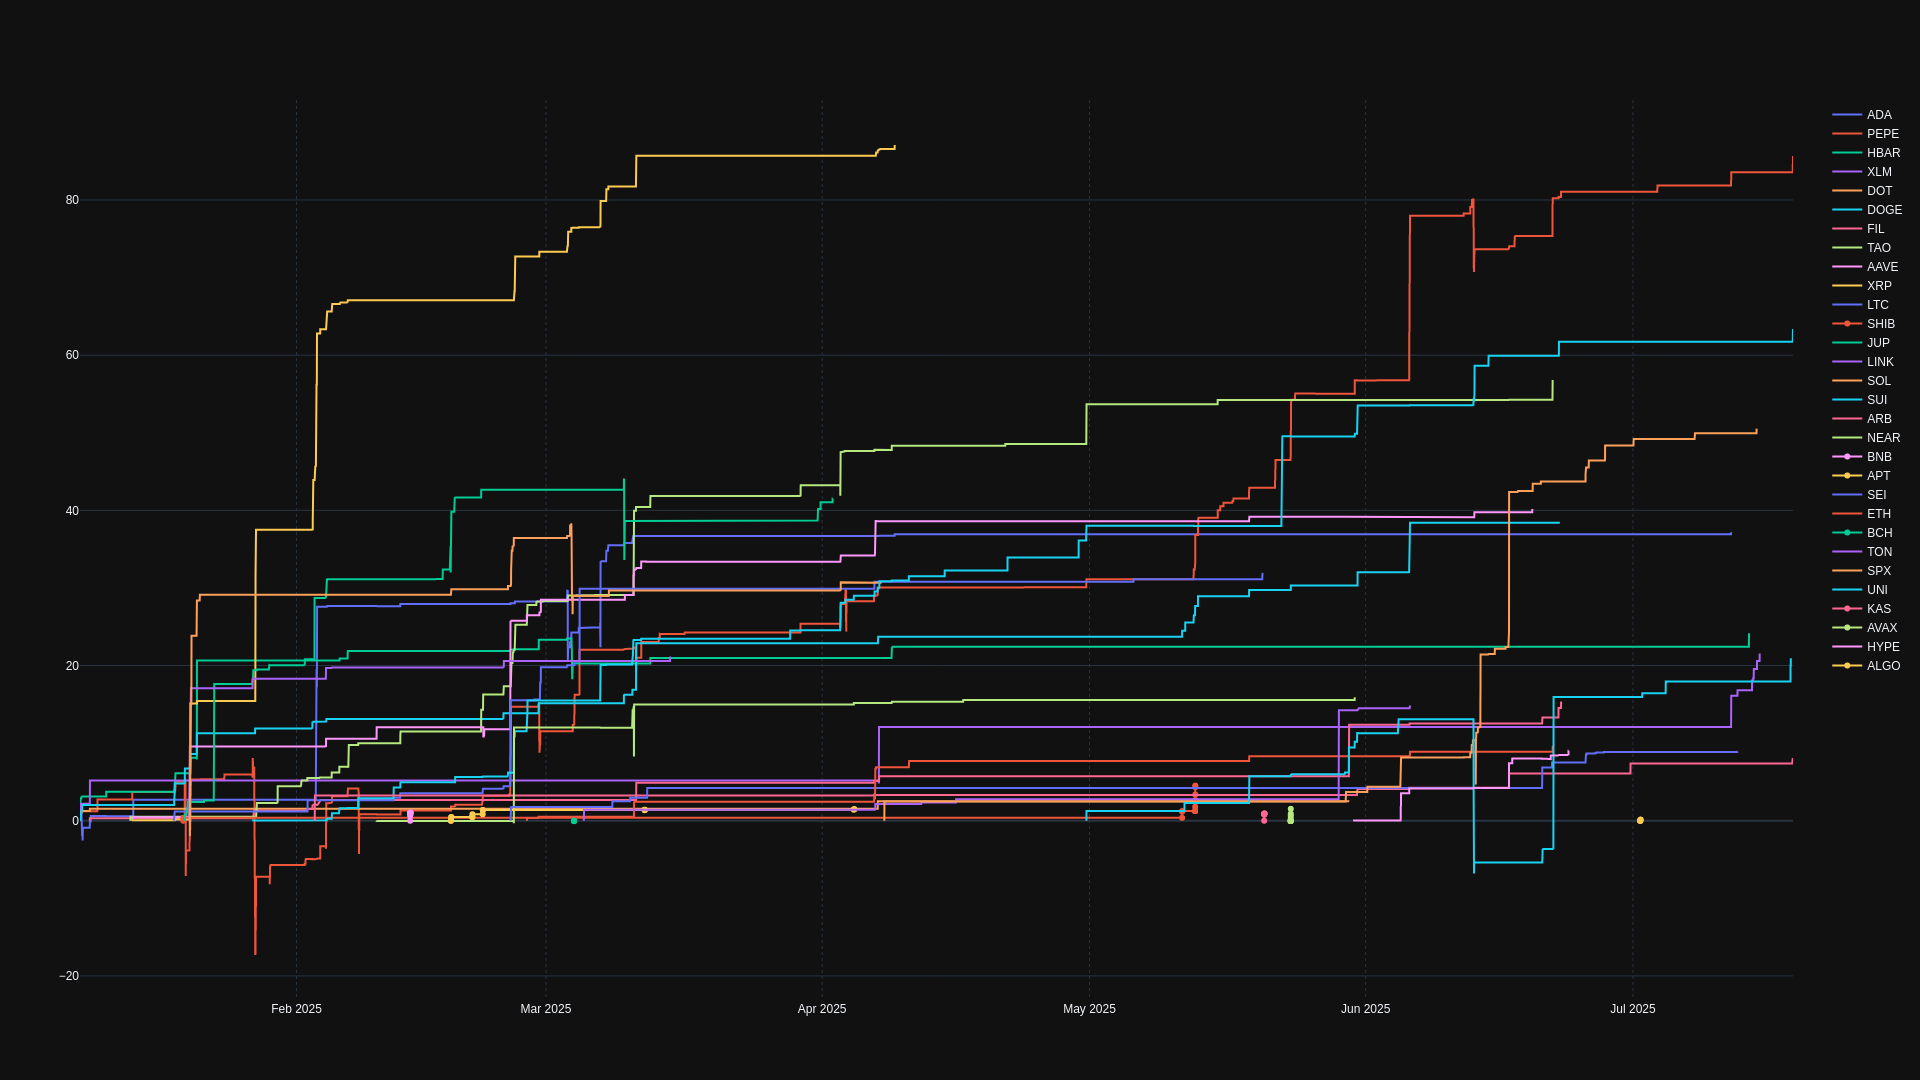 80
60
40
20
0
−20
Feb 2025
Mar 2025
Apr 2025
May 2025
Jun 2025
Jul 2025
ADA
PEPE
HBAR
XLM
DOT
DOGE
FIL
TAO
AAVE
XRP
LTC
SHIB
JUP
LINK
SOL
SUI
ARB
NEAR
BNB
APT
SEI
ETH
BCH
TON
SPX
UNI
KAS
AVAX
HYPE
ALGO